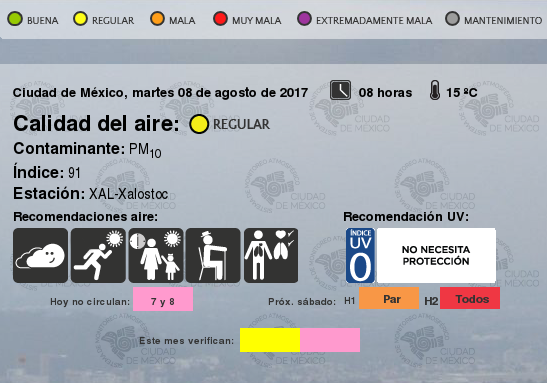 BUENA REGULAR MALA MUY MALA EXTREMADAMENTE MALA MANTENIMIENTO
Ciudad de México, martes 08 de agosto de 2017 08 horas 15 ºC
Calidad del aire: REGULAR
Contaminante: PM10
Índice: 91
Estación: XAL-Xalostoc
Recomendaciones aire: Recomendación UV:
ÍNDICE
UV
0
NO NECESITA
PROTECCIÓN
Hoy no circulan: 7 y 8 Próx. sábado: H1 Par H2 Todos
Este mes verifican: